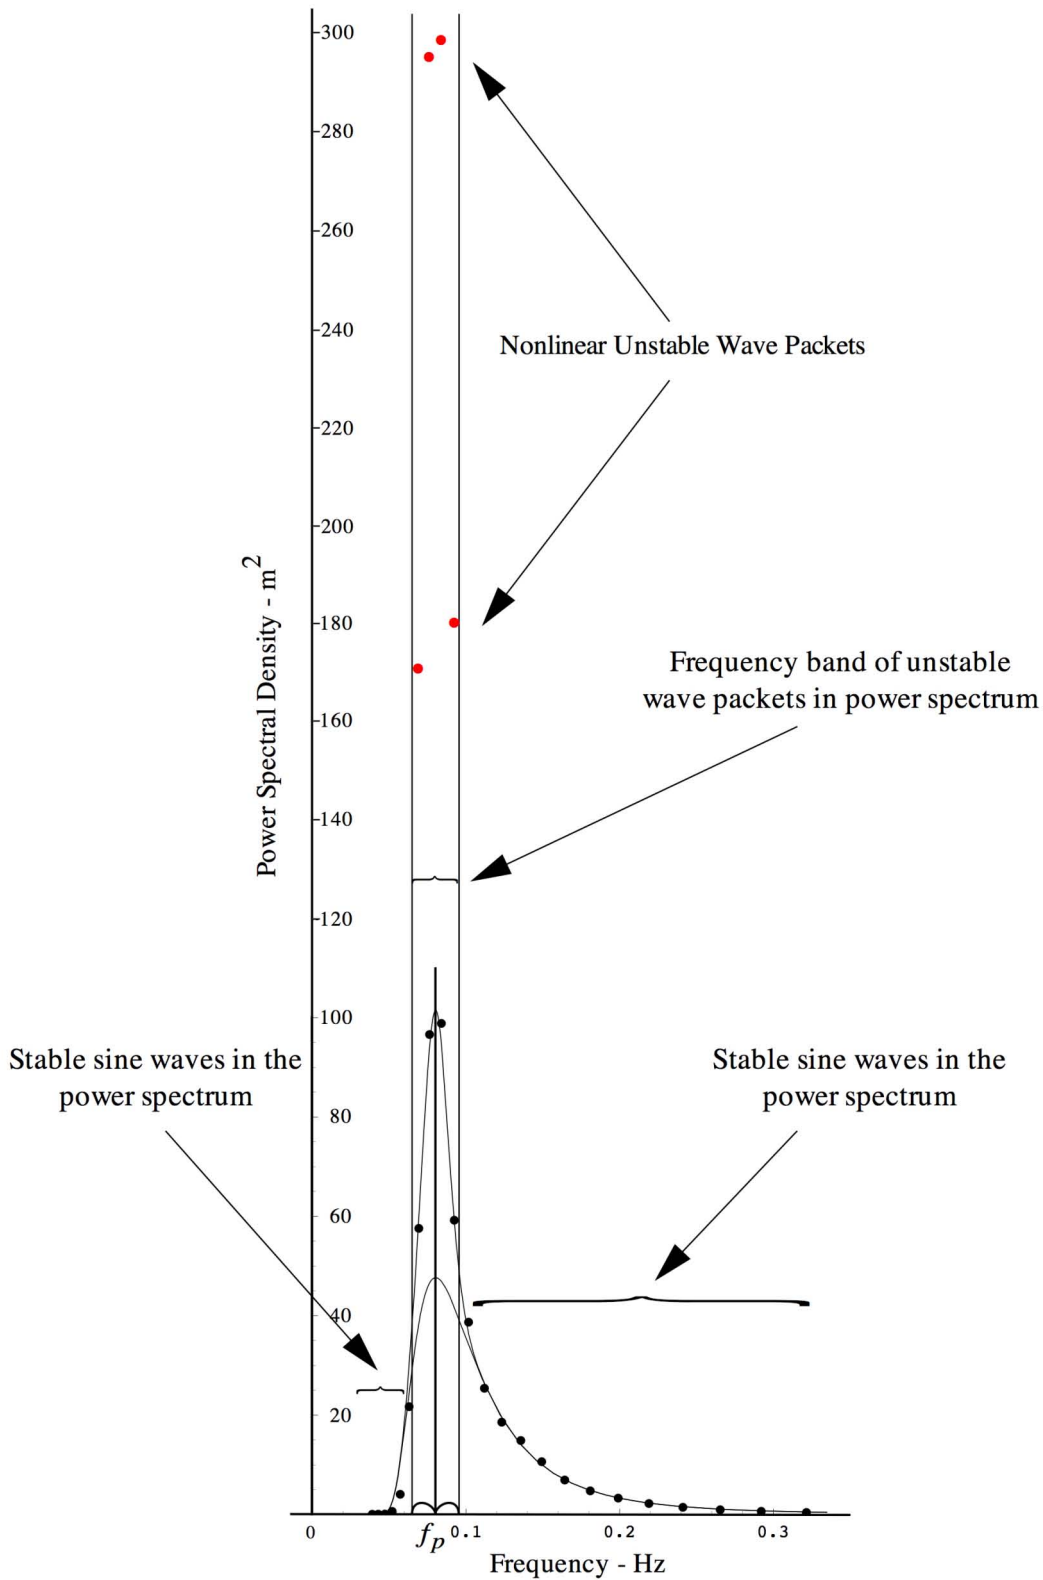 300
280
260
240
Nonlinear Unstable Wave Packets
220
200
Power Spectral Density - m²
180
Frequency band of unstable
wave packets in power spectrum
160
140
120
100
Stable sine waves in the
power spectrum
Stable sine waves in the
power spectrum
80
60
40
20
0
fₚ
0.1
0.2
0.3
Frequency - Hz